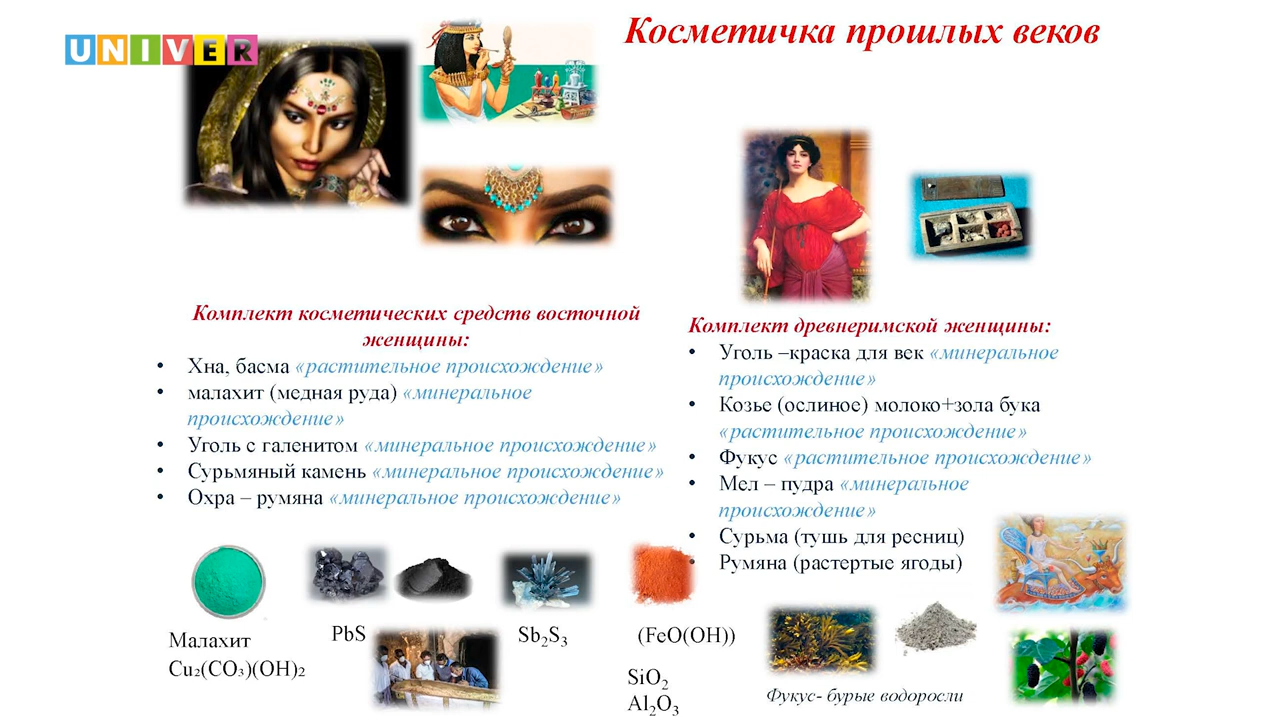 UNIVER
Косметичка прошлых веков
Комплект косметических средств восточной
женщины:
• Хна, басма «растительное происхождение»
• малахит (медная руда) «минеральное
происхождение»
• Уголь с галенитом «минеральное происхождение»
• Сурьмяный камень «минеральное происхождение»
• Охра – румяна «минеральное происхождение»
Комплект древнеримской женщины:
• Уголь –краска для век «минеральное
происхождение»
• Козье (ослиное) молоко+зола бука
«растительное происхождение»
• Фукус «растительное происхождение»
• Мел – пудра «минеральное
происхождение»
• Сурьма (тушь для ресниц)
• Румяна (растертые ягоды)
Малахит
Cu₂(CO₃)(OH)₂
PbS
Sb₂S₃
(FeO(OH))
SiO₂
Al₂O₃
Фукус- бурые водоросли